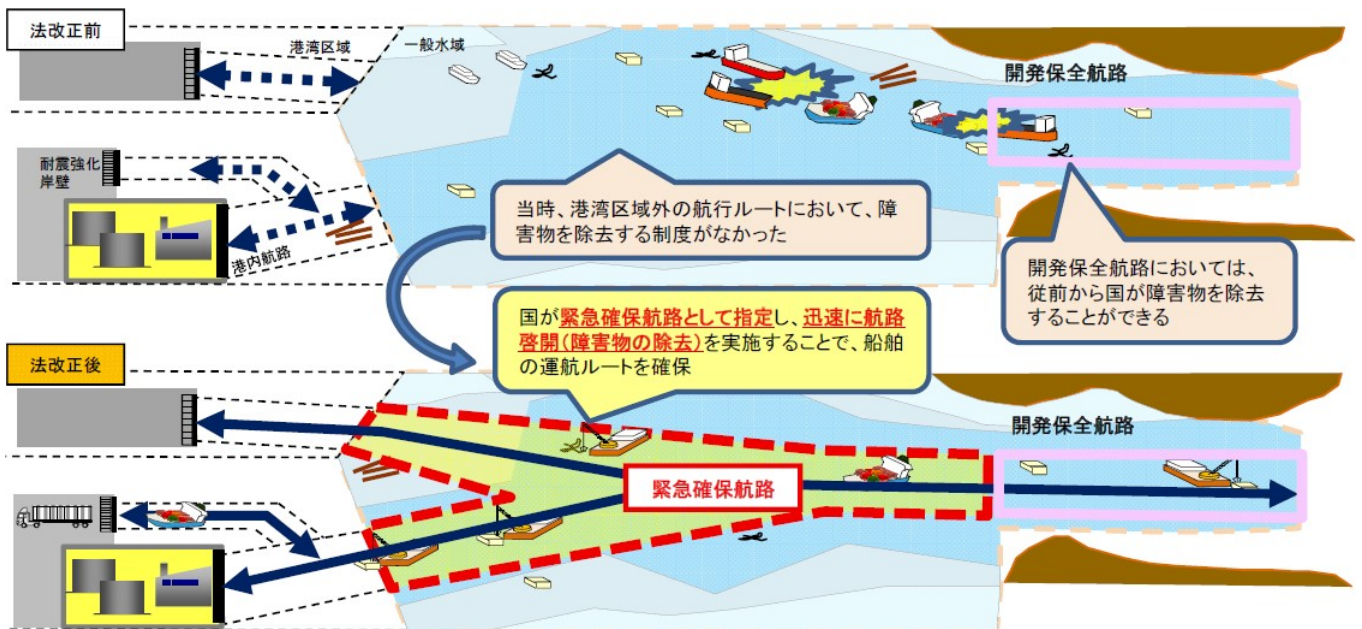 法改正前
港湾区域
一般水域
開発保全航路
耐震強化
岸壁
港内航路
当時、港湾区域外の航行ルートにおいて、障
害物を除去する制度がなかった
開発保全航路においては、
従前から国が障害物を除去
することができる
国が緊急確保航路として指定し、迅速に航路
啓開(障害物の除去)を実施することで、船舶
の運航ルートを確保
法改正後
開発保全航路
緊急確保航路